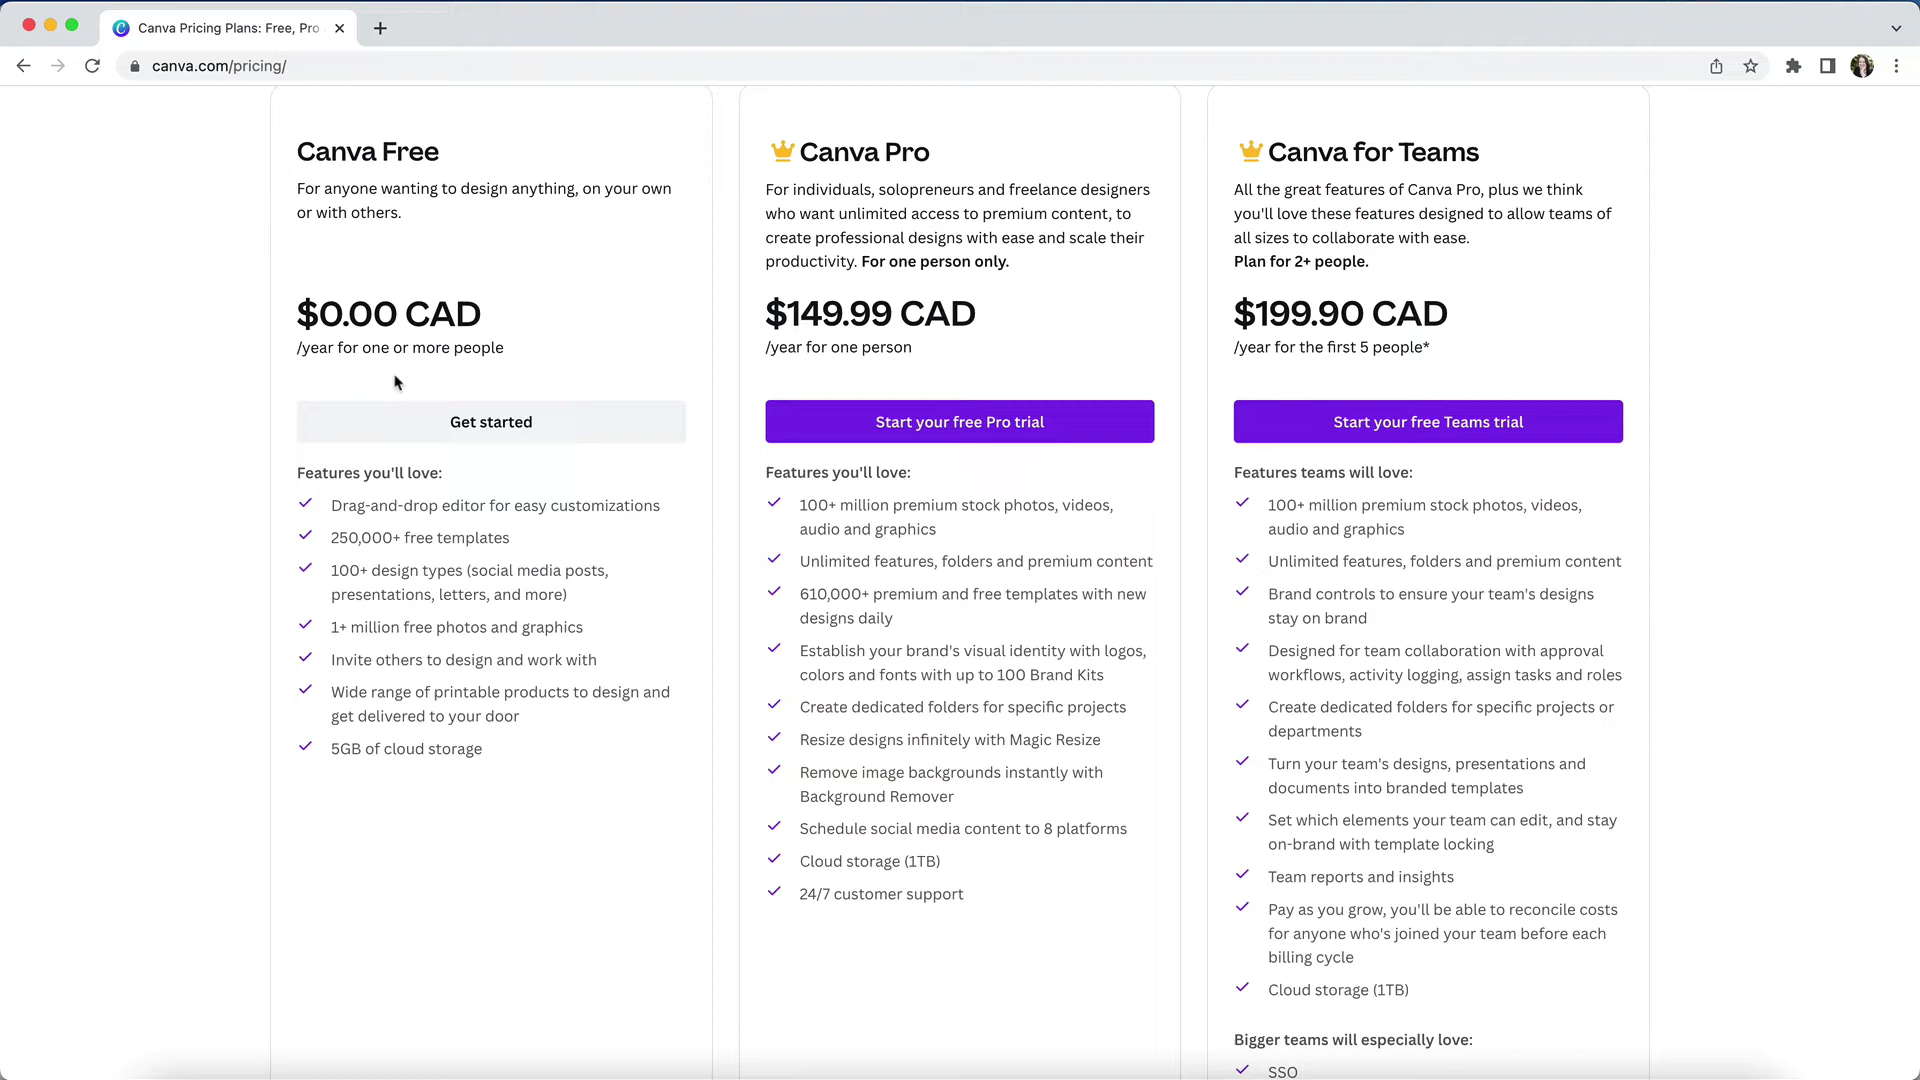 Canva Pricing Plans: Free, Pro
canva.com/pricing/
Canva Free
For anyone wanting to design anything, on your own
or with others.
$0.00 CAD
/year for one or more people
Get started
Features you'll love:
Drag-and-drop editor for easy customizations
250,000+ free templates
100+ design types (social media posts,
presentations, letters, and more)
1+ million free photos and graphics
Invite others to design and work with
Wide range of printable products to design and
get delivered to your door
5GB of cloud storage
Canva Pro
For individuals, solopreneurs and freelance designers
who want unlimited access to premium content, to
create professional designs with ease and scale their
productivity. For one person only.
$149.99 CAD
/year for one person
Start your free Pro trial
Features you'll love:
100+ million premium stock photos, videos,
audio and graphics
Unlimited features, folders and premium content
610,000+ premium and free templates with new
designs daily
Establish your brand's visual identity with logos,
colors and fonts with up to 100 Brand Kits
Create dedicated folders for specific projects
Resize designs infinitely with Magic Resize
Remove image backgrounds instantly with
Background Remover
Schedule social media content to 8 platforms
Cloud storage (1TB)
24/7 customer support
Canva for Teams
All the great features of Canva Pro, plus we think
you'll love these features designed to allow teams of
all sizes to collaborate with ease.
Plan for 2+ people.
$199.90 CAD
/year for the first 5 people*
Start your free Teams trial
Features teams will love:
100+ million premium stock photos, videos,
audio and graphics
Unlimited features, folders and premium content
Brand controls to ensure your team's designs
stay on brand
Designed for team collaboration with approval
workflows, activity logging, assign tasks and roles
Create dedicated folders for specific projects or
departments
Turn your team's designs, presentations and
documents into branded templates
Set which elements your team can edit, and stay
on-brand with template locking
Team reports and insights
Pay as you grow, you'll be able to reconcile costs
for anyone who's joined your team before each
billing cycle
Cloud storage (1TB)
Bigger teams will especially love:
SSO